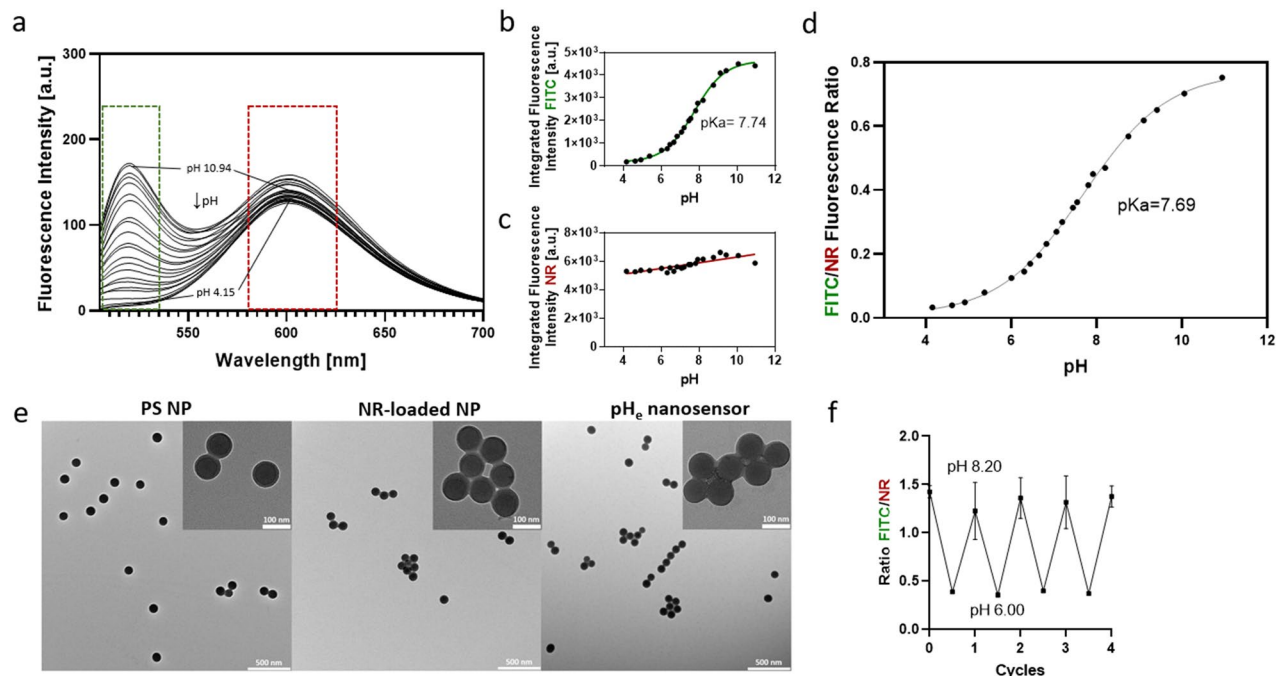 a
Fluorescence Intensity [a.u.]
300
200
100
0
pH 10.94
↓pH
pH 4.15
550
600
650
700
Wavelength [nm]
b
Integrated Fluorescence
Intensity FITC [a.u.]
5×10³
4×10³
3×10³
2×10³
1×10³
0
pKa= 7.74
4 6 8 10 12
pH
c
Integrated Fluorescence
Intensity NR [a.u.]
8×10³
6×10³
4×10³
2×10³
0
4 6 8 10 12
pH
d
FITC/NR Fluorescence Ratio
0.8
0.6
0.4
0.2
0.0
pKa=7.69
4 6 8 10 12
pH
e
PS NP
100 nm
500 nm
NR-loaded NP
100 nm
500 nm
pHₑ nanosensor
100 nm
500 nm
f
Ratio FITC/NR
2.0
1.5
1.0
0.5
0.0
pH 8.20
pH 6.00
0 1 2 3 4
Cycles